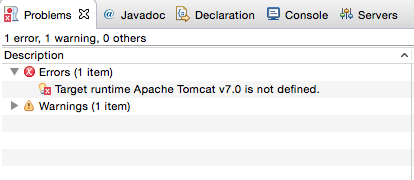 Problems Javadoc Declaration Console Servers
1 error, 1 warning, 0 others
Description
Errors (1 item)
Target runtime Apache Tomcat v7.0 is not defined.
Warnings (1 item)